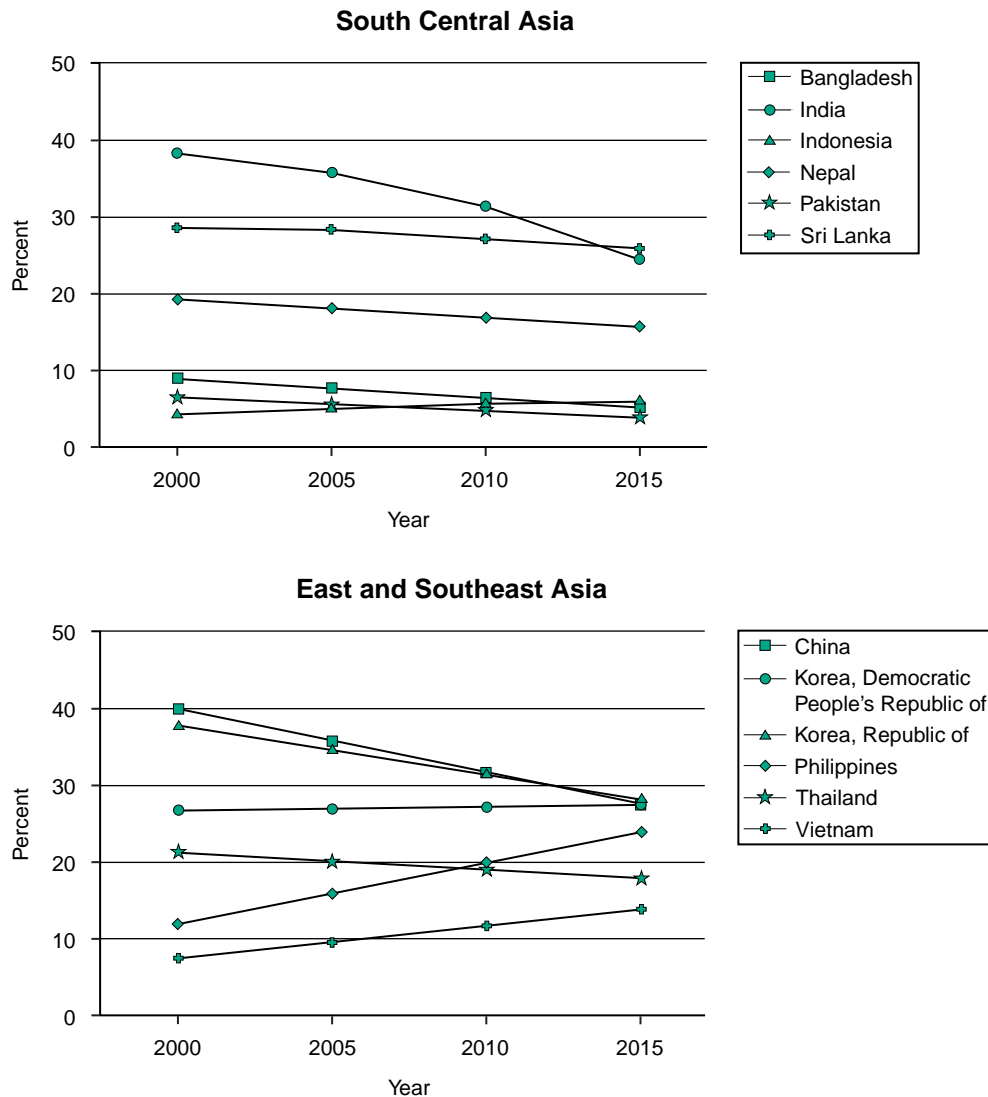 South Central Asia
50
40
30
20
10
0
Percent
2000
2005
2010
2015
Year
Bangladesh
India
Indonesia
Nepal
Pakistan
Sri Lanka
East and Southeast Asia
50
40
30
20
10
0
Percent
2000
2005
2010
2015
Year
China
Korea, Democratic
People's Republic of
Korea, Republic of
Philippines
Thailand
Vietnam